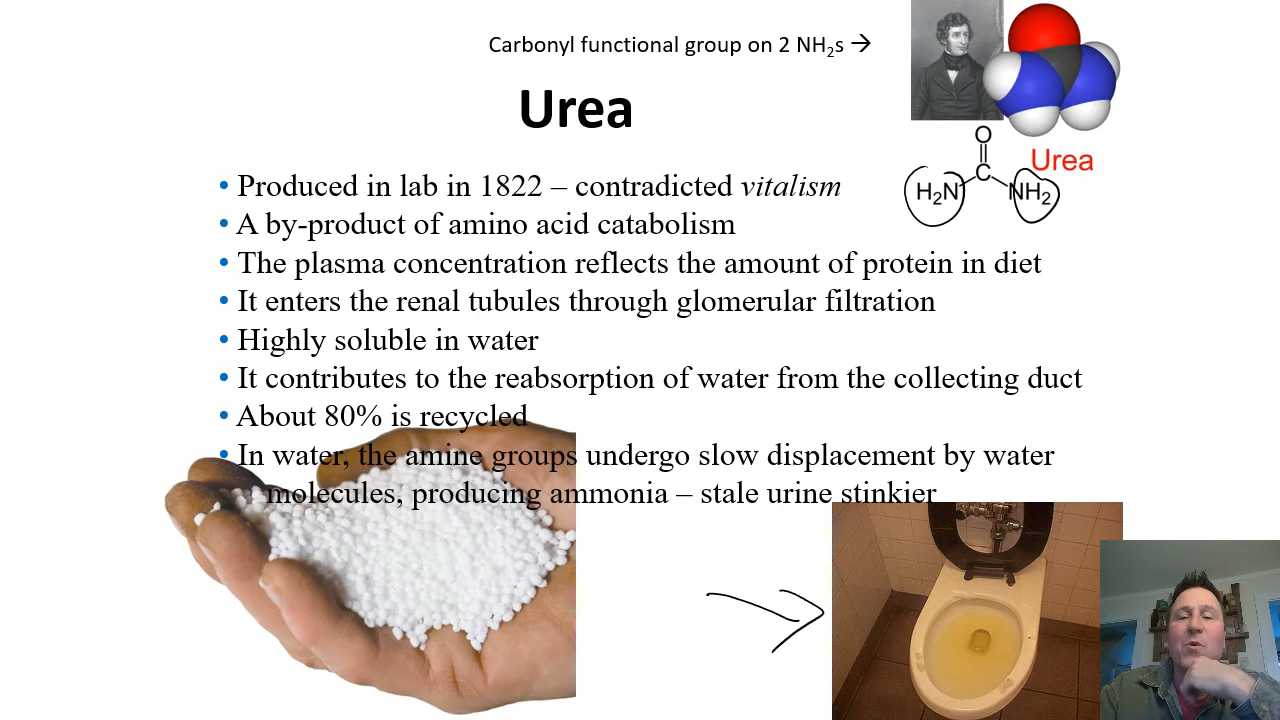 Carbonyl functional group on 2 NH₂s →
Urea
O
C
H₂N
NH₂
Urea
• Produced in lab in 1822 – contradicted vitalism
• A by-product of amino acid catabolism
• The plasma concentration reflects the amount of protein in diet
• It enters the renal tubules through glomerular filtration
• Highly soluble in water
• It contributes to the reabsorption of water from the collecting duct
• About 80% is recycled
• In water, the amine groups undergo slow displacement by water
molecules, producing ammonia – stale urine stinkier